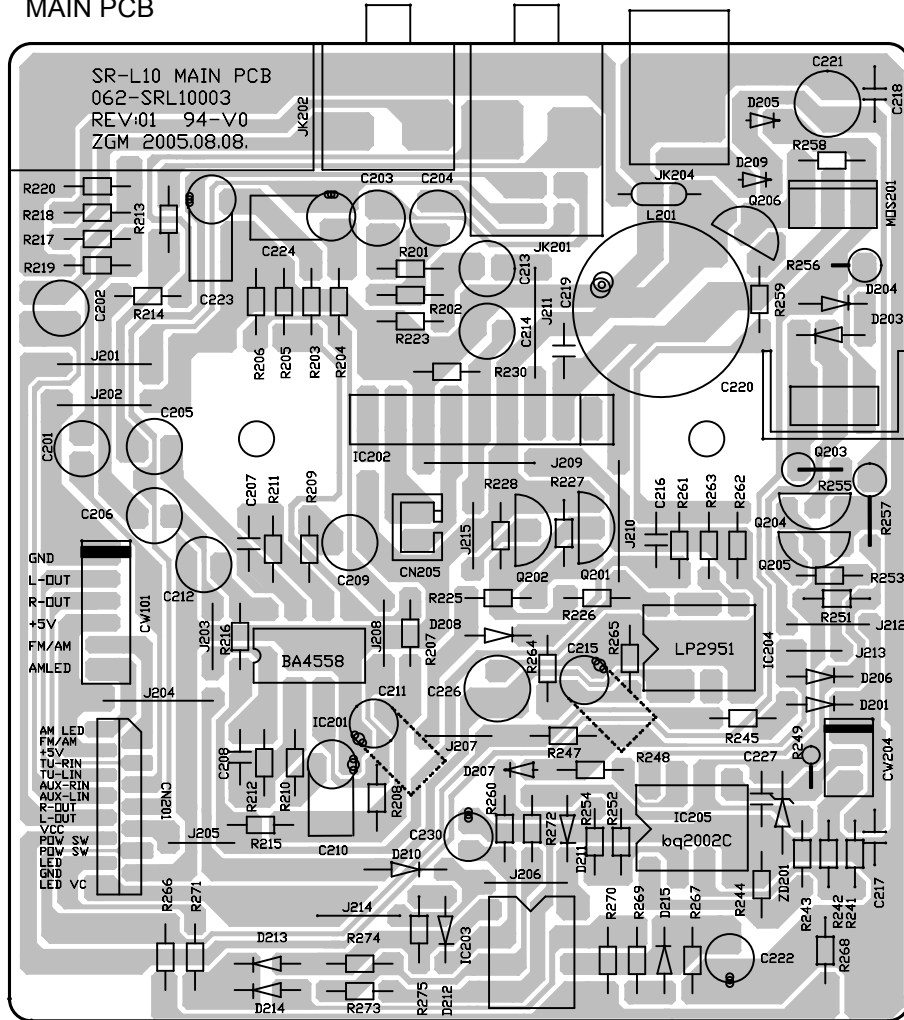 MAIN PCB
SR-L10 MAIN PCB
062-SRL10003
REV:01 94-V0
ZGM 2005.08.08.
JK202
C221
C218
D205
R258
D209
JK204
Q206
MOS201
L201
R220
R218
R217
R219
R213
C203
C204
C224
R201
JK201
C213
R256
D204
C202
R214
C223
R202
R223
C214
J211
C219
R259
D203
R206
R205
R203
R204
R230
C220
J201
J202
C205
C201
IC202
J209
Q203
R255
C206
C207
R211
R209
R228
R227
C216
R261
R263
R262
R257
Q204
J215
J210
Q205
GND
L-OUT
R-OUT
+5V
FM/AM
AMLED
CW101
C212
C209
CN205
Q202
Q201
R253
R225
R226
R251
J203
R216
BA4558
J208
R207
D208
R264
C215
R265
LP2951
IC204
J212
J213
D206
D201
J204
C211
C226
IC201
J207
R247
R248
R245
C227
R249
CW204
AM LED
FM/AM
+5V
TU-RIN
TU-LIN
AUX-RIN
AUX-LIN
R-OUT
L-OUT
VCC
POW SW
POW SW
LED
GND
LED VC
CN201
C208
R212
R210
R208
D207
R260
R272
D211
R254
R252
IC205
bq2002C
R215
C210
C230
J205
D210
J206
R244
ZD201
R243
R242
R241
C217
R266
R271
J214
R270
R269
D215
R267
D213
R274
IC203
C222
R268
D214
R273
R275
D212